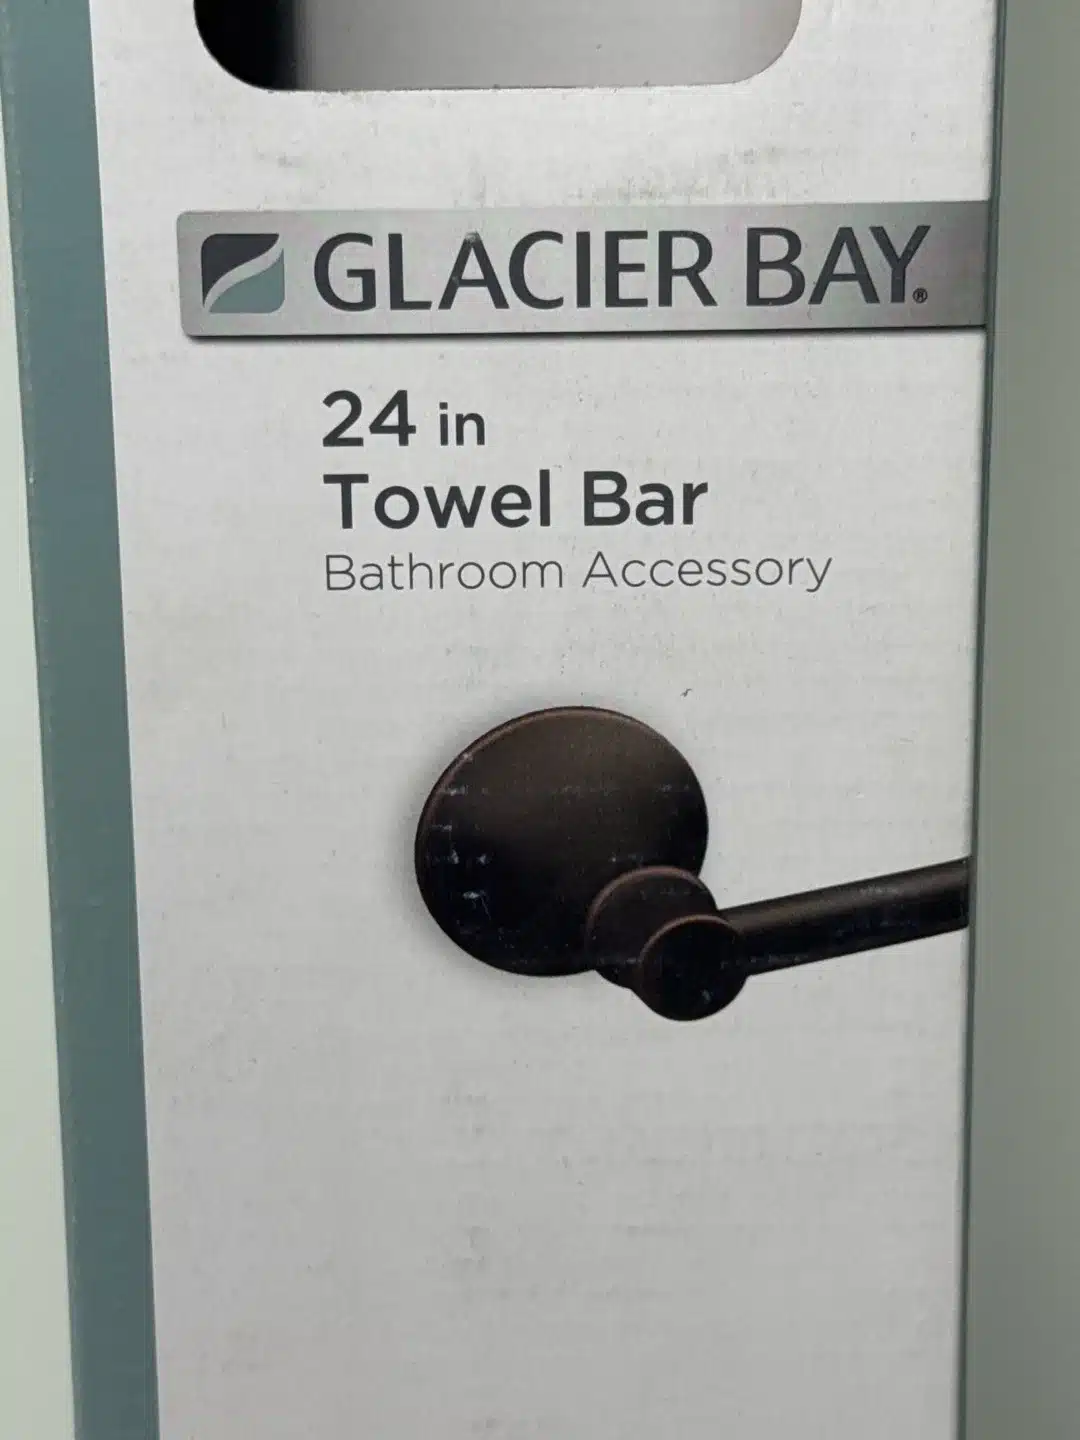 GLACIER BAY®
24 in
Towel Bar
Bathroom Accessory